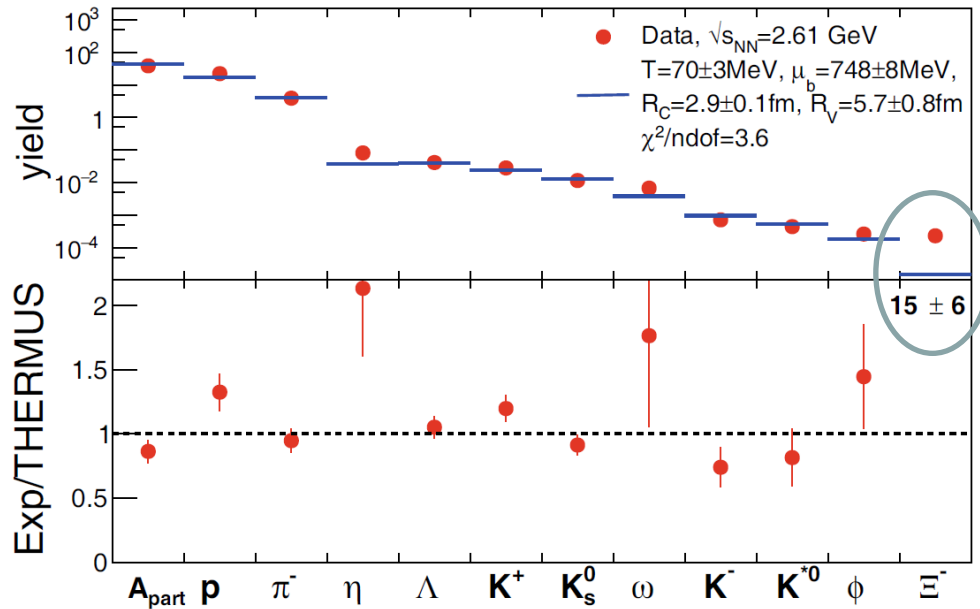 10³
10²
1
10⁻²
10⁻⁴
yield
Data, √s_NN=2.61 GeV
T=70±3MeV, μ_b=748±8MeV,
R_C=2.9±0.1fm, R_V=5.7±0.8fm
χ²/ndof=3.6
15 ± 6
2
1.5
1
0.5
0
Exp/THERMUS
A_part p π⁻ η Λ K⁺ K⁰_s ω K⁻ K*⁰ ϕ Ξ⁻